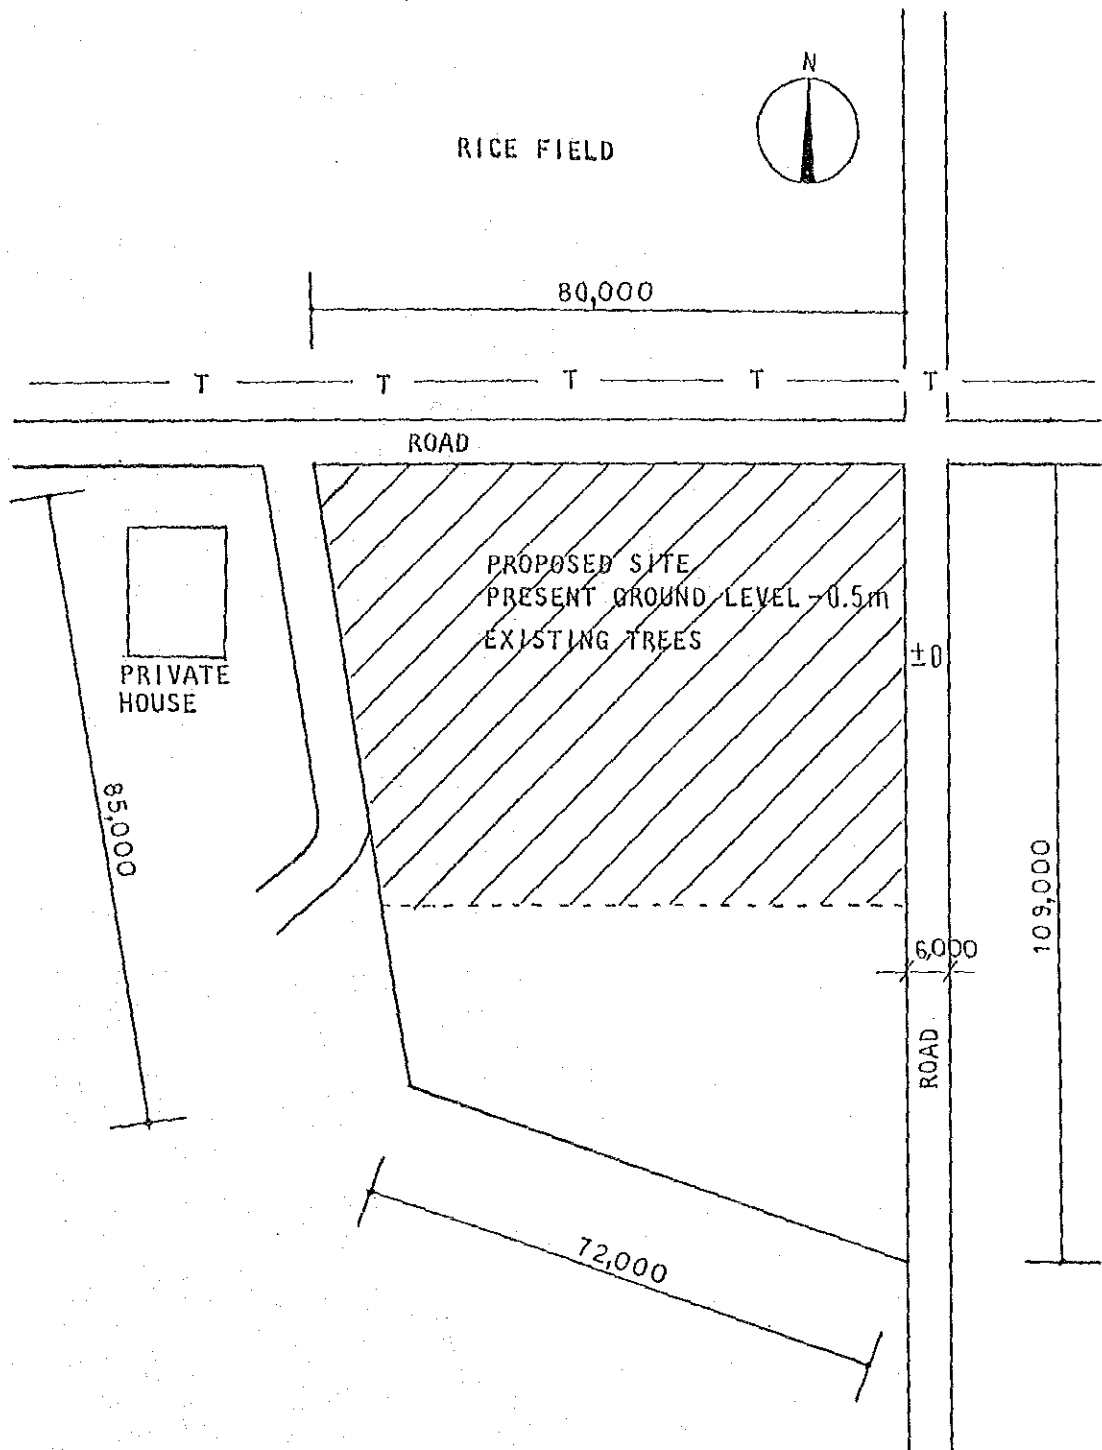 N
RICE FIELD
80,000
T T T T T
ROAD
PROPOSED SITE
PRESENT GROUND LEVEL -0.5m
EXISTING TREES
±0
PRIVATE
HOUSE
85,000
109,000
6,000
ROAD
72,000